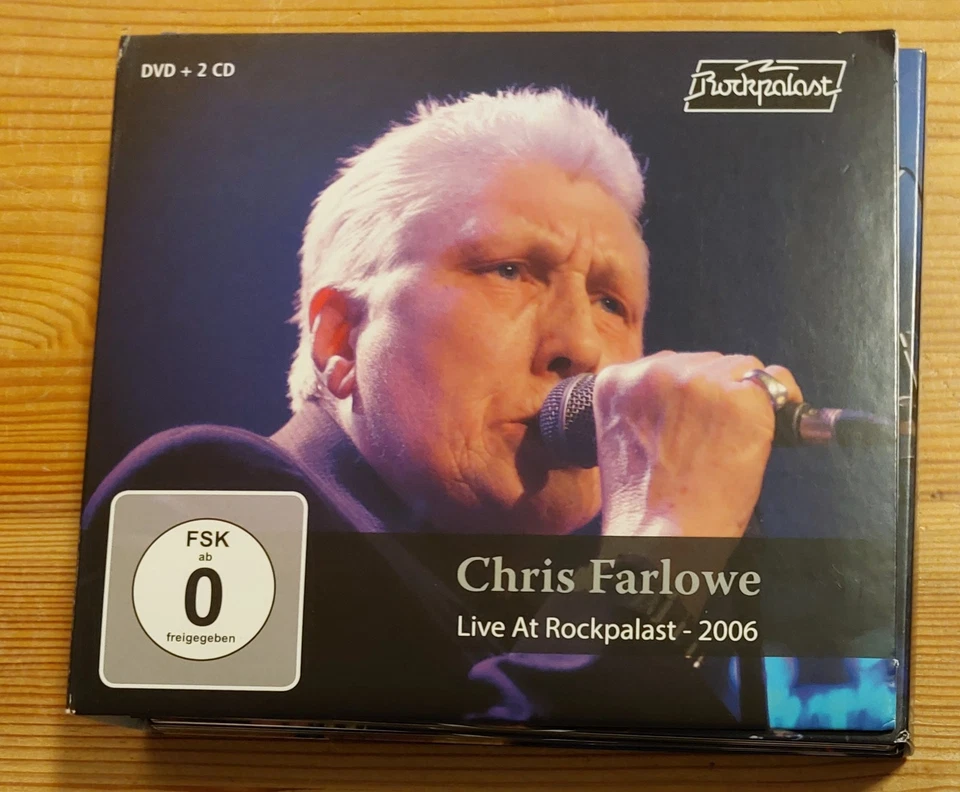 DVD + 2 CD
Rockpalast
Chris Farlowe
Live At Rockpalast - 2006
FSK
ab
0
freigegeben